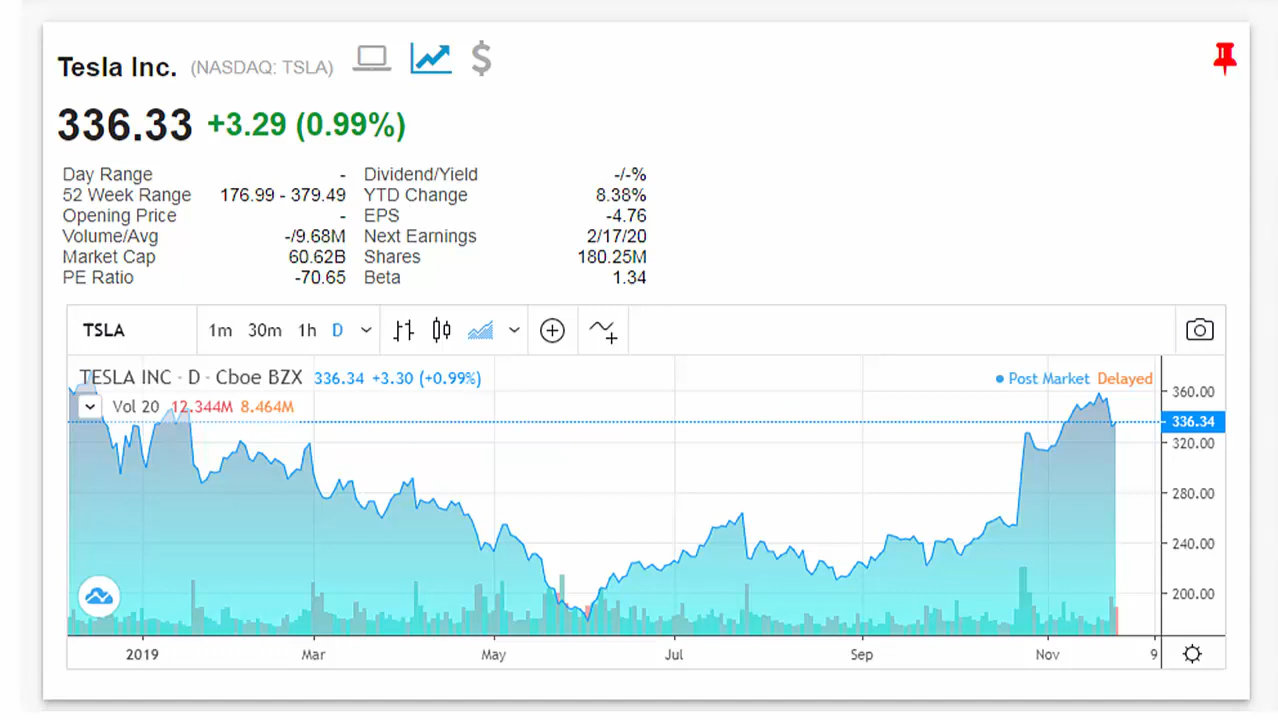 Tesla Inc. (NASDAQ: TSLA) $
336.33 +3.29 (0.99%)
Day Range - Dividend/Yield -/-%
52 Week Range 176.99 - 379.49 YTD Change 8.38%
Opening Price - EPS -4.76
Volume/Avg -/9.68M Next Earnings 2/17/20
Market Cap 60.62B Shares 180.25M
PE Ratio -70.65 Beta 1.34
TSLA 1m 30m 1h D
TESLA INC · D · Cboe BZX 336.34 +3.30 (+0.99%) Post Market Delayed
Vol 20 12.344M 8.464M
360.00
336.34
320.00
280.00
240.00
200.00
2019 Mar May Jul Sep Nov 9